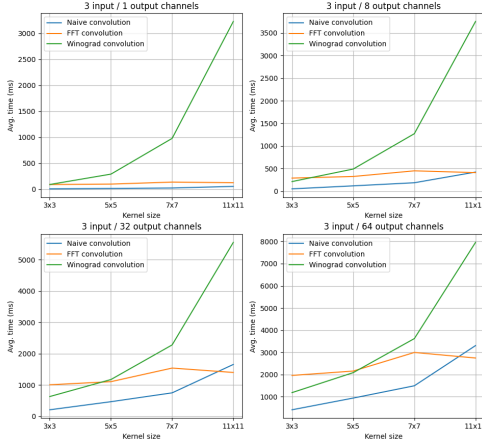 3 input / 1 output channels
Naive convolution
FFT convolution
Winograd convolution
Avg. time (ms)
3000
2500
2000
1500
1000
500
0
3x3 5x5 7x7 11x11
Kernel size
3 input / 8 output channels
Naive convolution
FFT convolution
Winograd convolution
Avg. time (ms)
3500
3000
2500
2000
1500
1000
500
0
3x3 5x5 7x7 11x1
Kernel size
3 input / 32 output channels
Naive convolution
FFT convolution
Winograd convolution
Avg. time (ms)
5000
4000
3000
2000
1000
0
3x3 5x5 7x7 11x11
Kernel size
3 input / 64 output channels
Naive convolution
FFT convolution
Winograd convolution
Avg. time (ms)
8000
7000
6000
5000
4000
3000
2000
1000
3x3 5x5 7x7 11x1
Kernel size